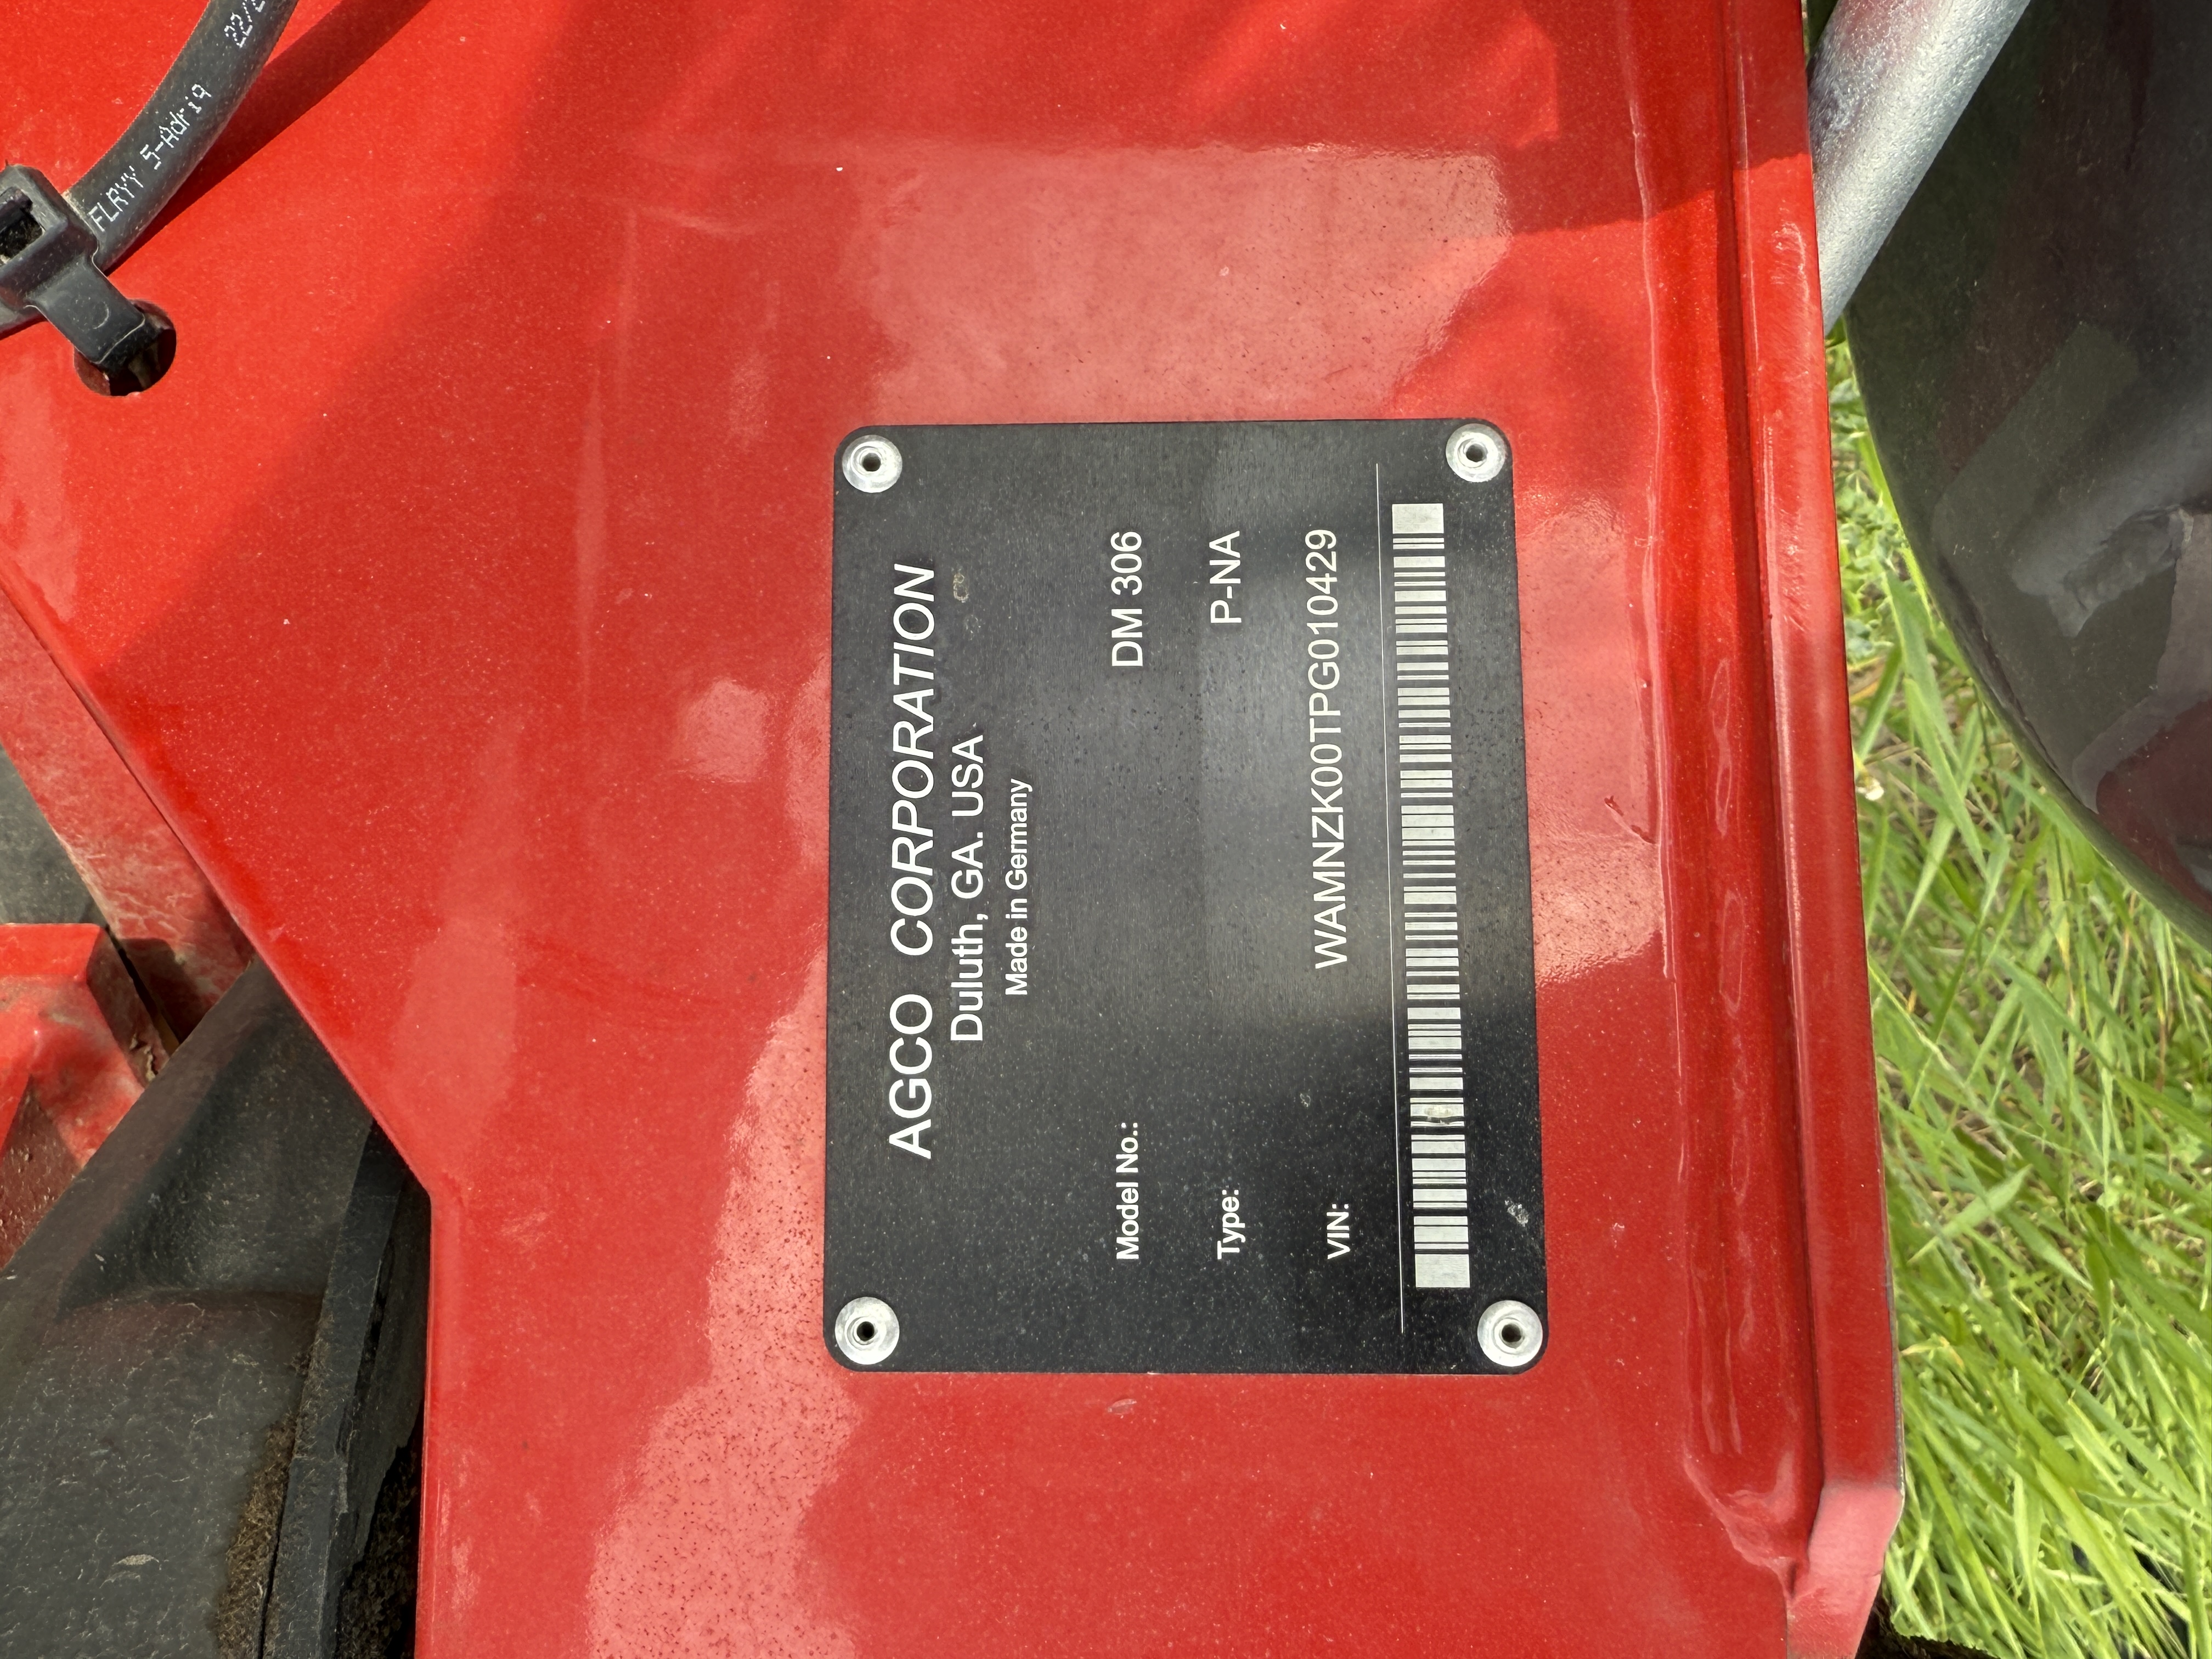 AGCO CORPORATION
Duluth, GA. USA
Made in Germany
Model No.: DM 306
Type: P-NA
VIN: WAMNZK00TPG010429
FLRYY 5-Adrig